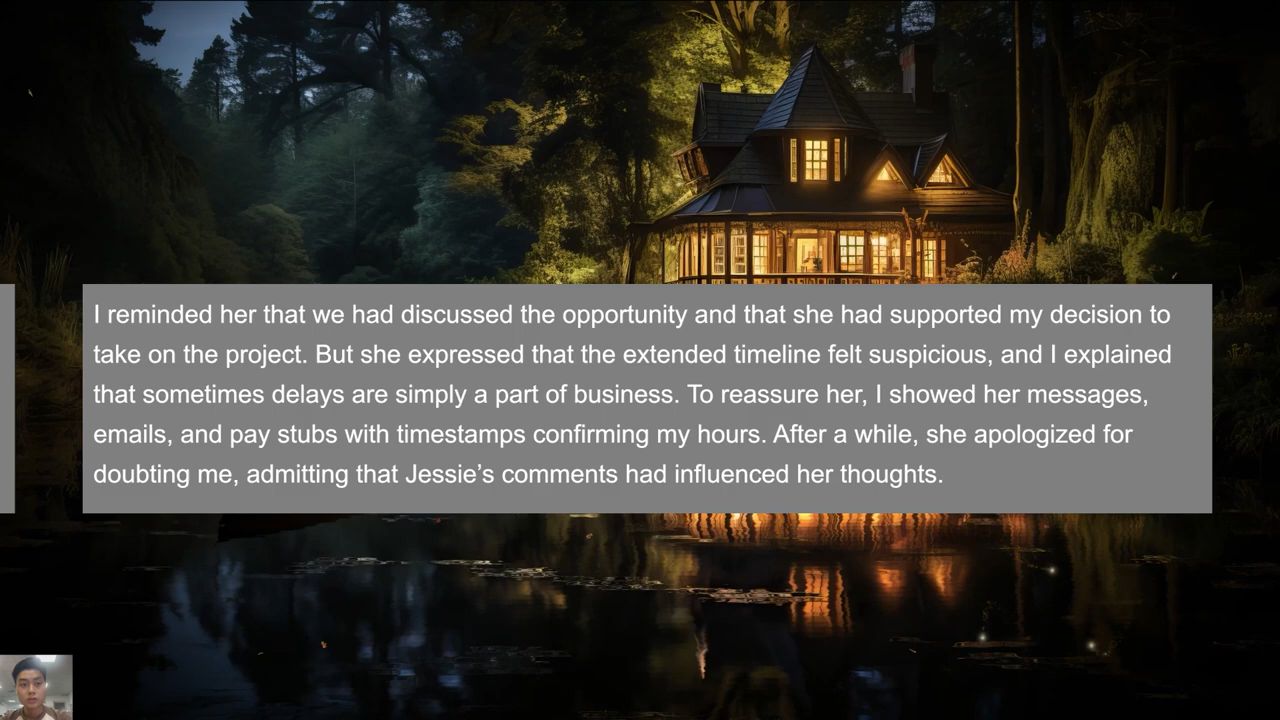 I reminded her that we had discussed the opportunity and that she had supported my decision to
take on the project. But she expressed that the extended timeline felt suspicious, and I explained
that sometimes delays are simply a part of business. To reassure her, I showed her messages,
emails, and pay stubs with timestamps confirming my hours. After a while, she apologized for
doubting me, admitting that Jessie’s comments had influenced her thoughts.